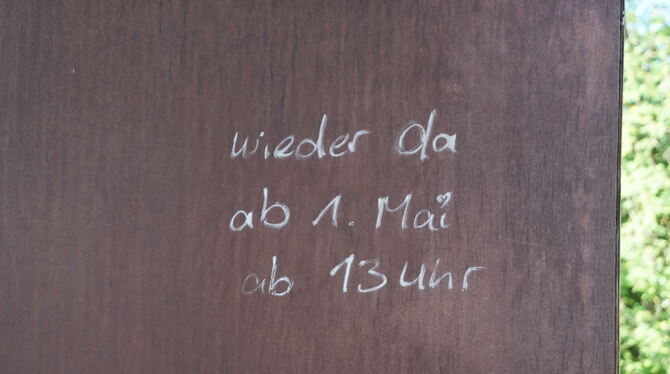 wieder da
ab 1. Mai
ab 13 Uhr